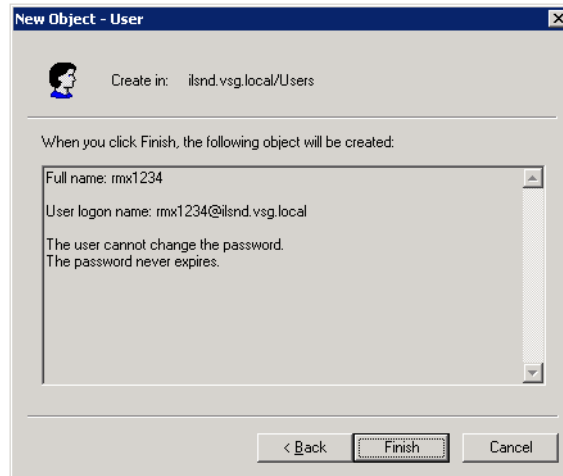 New Object - User
Create in: ilsnd.vsg.local/Users
When you click Finish, the following object will be created:
Full name: rmx1234
User logon name: rmx1234@ilsnd.vsg.local
The user cannot change the password.
The password never expires.
< Back Finish Cancel